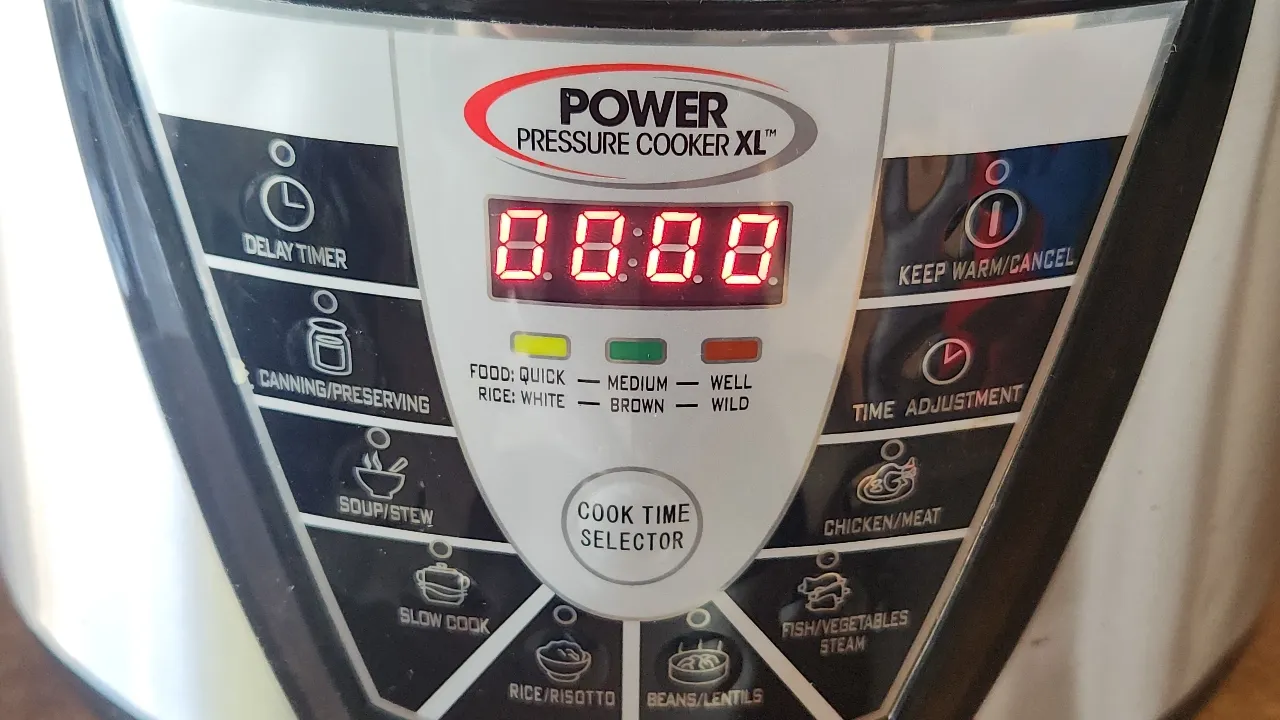 POWER
PRESSURE COOKER XL™
0000
DELAY TIMER
KEEP WARM/CANCEL
CANNING/PRESERVING
TIME ADJUSTMENT
FOOD: QUICK — MEDIUM — WELL
RICE: WHITE — BROWN — WILD
SOUP/STEW
CHICKEN/MEAT
COOK TIME
SELECTOR
SLOW COOK
FISH/VEGETABLES
STEAM
RICE/RISOTTO
BEANS/LENTILS